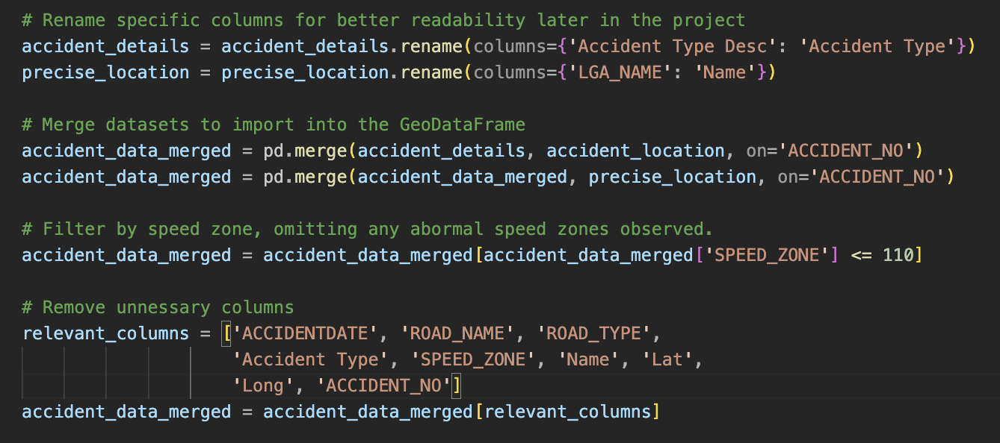 # Rename specific columns for better readability later in the project
accident_details = accident_details.rename(columns={'Accident Type Desc': 'Accident Type'})
precise_location = precise_location.rename(columns={'LGA_NAME': 'Name'})
# Merge datasets to import into the GeoDataFrame
accident_data_merged = pd.merge(accident_details, accident_location, on='ACCIDENT_NO')
accident_data_merged = pd.merge(accident_data_merged, precise_location, on='ACCIDENT_NO')
# Filter by speed zone, omitting any abormal speed zones observed.
accident_data_merged = accident_data_merged[accident_data_merged['SPEED_ZONE'] <= 110]
# Remove unnessary columns
relevant_columns = ['ACCIDENTDATE', 'ROAD_NAME', 'ROAD_TYPE',
'Accident Type', 'SPEED_ZONE', 'Name', 'Lat',
'Long', 'ACCIDENT_NO']
accident_data_merged = accident_data_merged[relevant_columns]